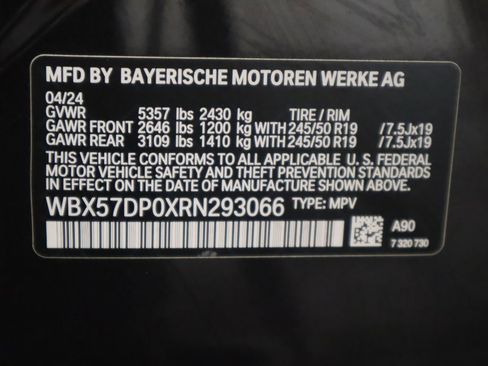 MFD BY BAYERISCHE MOTOREN WERKE AG
04/24
GVWR 5357 lbs 2430 kg TIRE / RIM
GAWR FRONT 2646 lbs 1200 kg WITH 245/50 R19 /7.5Jx19
GAWR REAR 3109 lbs 1410 kg WITH 245/50 R19 /7.5Jx19
THIS VEHICLE CONFORMS TO ALL APPLICABLE U. S. FEDERAL
MOTOR VEHICLE SAFETY AND THEFT PREVENTION STANDARDS
IN EFFECT ON THE DATE OF MANUFACTURE SHOWN ABOVE.
WBX57DP0XRN293066 TYPE: MPV
A90
7 320 730